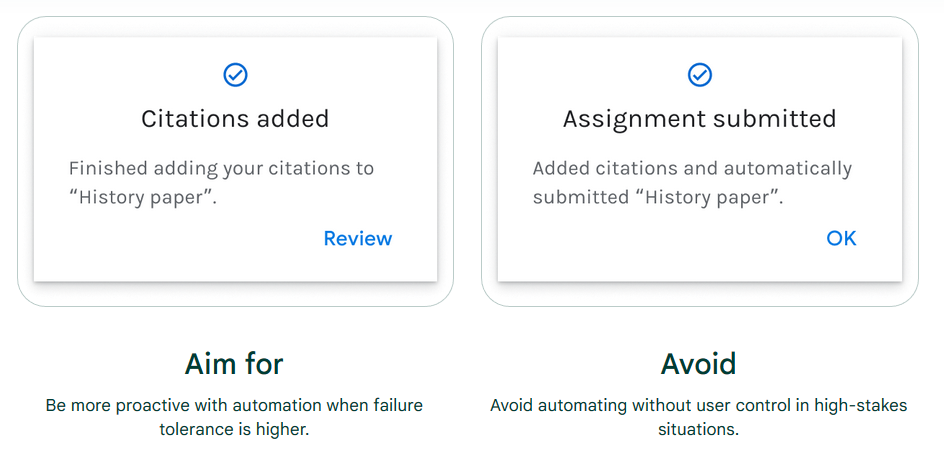 Citations added
Finished adding your citations to
“History paper”.
Review
Assignment submitted
Added citations and automatically
submitted “History paper”.
OK
Aim for
Be more proactive with automation when failure
tolerance is higher.
Avoid
Avoid automating without user control in high-stakes
situations.